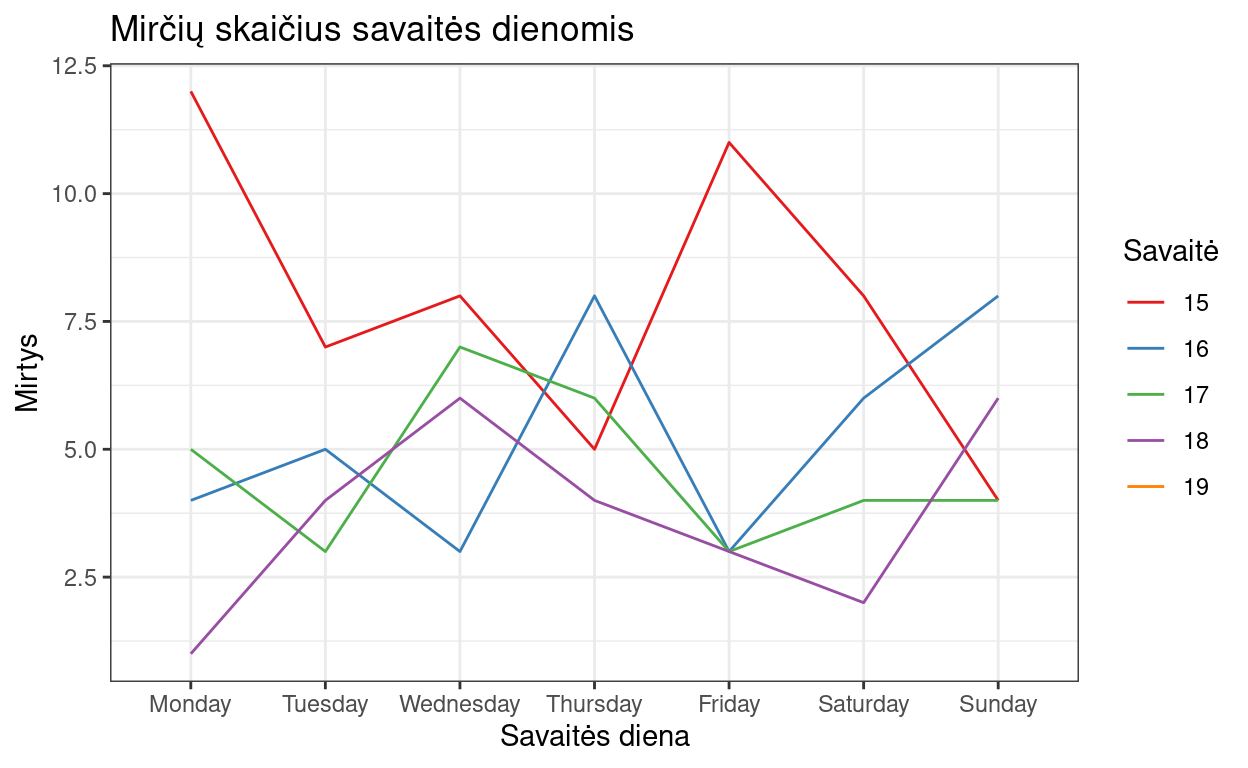 Mirčių skaičius savaitės dienomis
12.5
10.0
7.5
5.0
2.5
Mirtys
Monday Tuesday Wednesday Thursday Friday Saturday Sunday
Savaitės diena
Savaitė
15
16
17
18
19